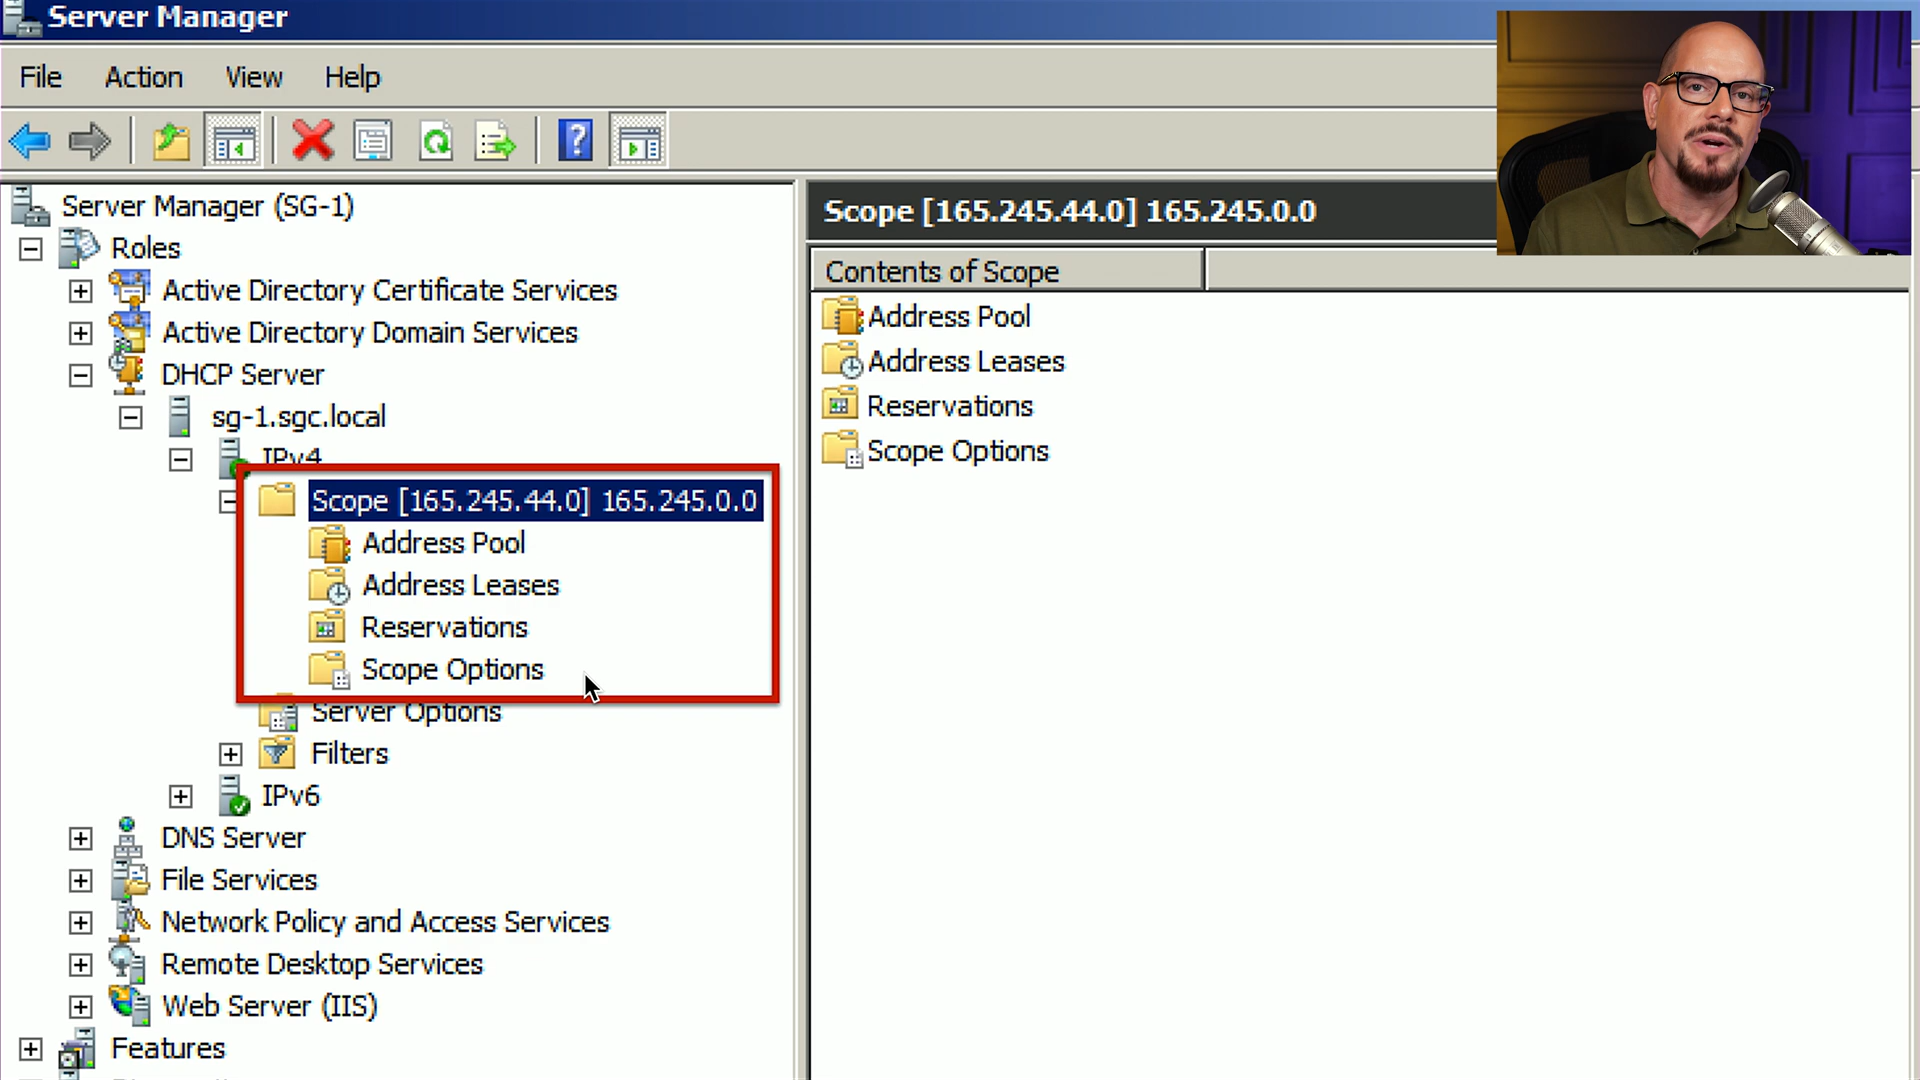 Server Manager
File Action View Help
Server Manager (SG-1)
Roles
Active Directory Certificate Services
Active Directory Domain Services
DHCP Server
sg-1.sgc.local
IPv4
Scope [165.245.44.0] 165.245.0.0
Address Pool
Address Leases
Reservations
Scope Options
Server Options
Filters
IPv6
DNS Server
File Services
Network Policy and Access Services
Remote Desktop Services
Web Server (IIS)
Features
Scope [165.245.44.0] 165.245.0.0
Contents of Scope
Address Pool
Address Leases
Reservations
Scope Options